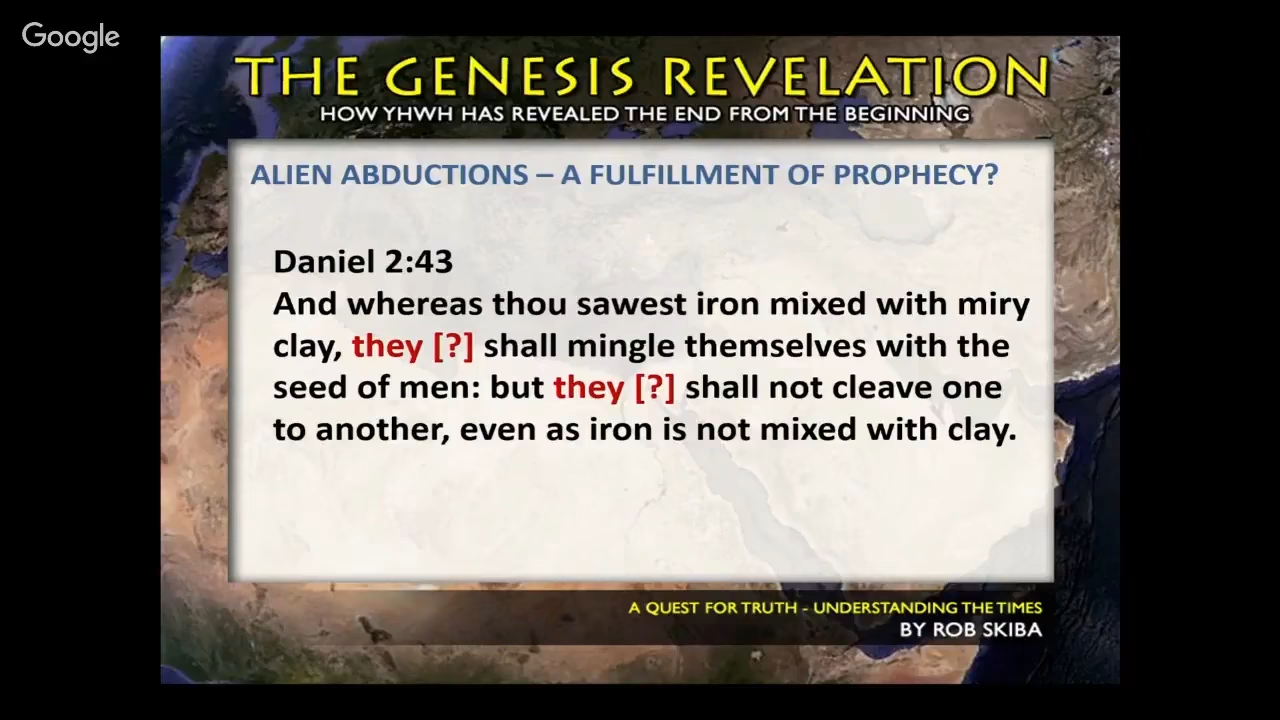 Google
THE GENESIS REVELATION
HOW YHWH HAS REVEALED THE END FROM THE BEGINNING
ALIEN ABDUCTIONS – A FULFILLMENT OF PROPHECY?
Daniel 2:43
And whereas thou sawest iron mixed with miry
clay, they [?] shall mingle themselves with the
seed of men: but they [?] shall not cleave one
to another, even as iron is not mixed with clay.
A QUEST FOR TRUTH - UNDERSTANDING THE TIMES
BY ROB SKIBA